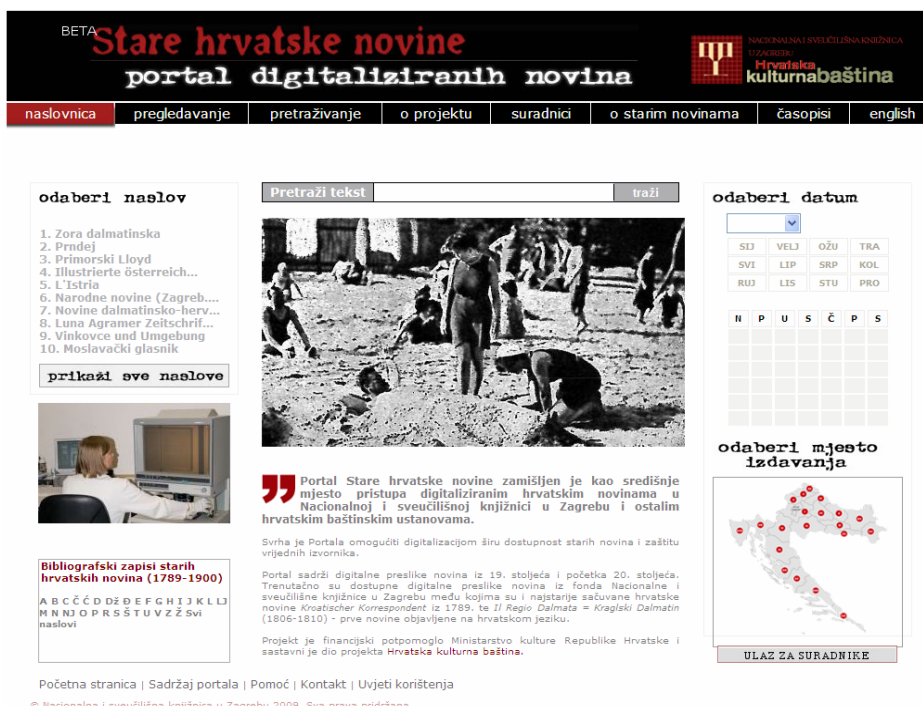 BETA
Stare hrvatske novine
portal digitaliziranih novina
NACIONALNA I SVEUČILIŠNA KNJIŽNICA
U ZAGREBU
Hrvatska
kulturnabaština
naslovnica pregledavanje pretraživanje o projektu suradnici o starim novinama časopisi english
odaberi naslov
1. Zora dalmatinska
2. Prndej
3. Primorski Lloyd
4. Illustrierte österreich...
5. L'Istria
6. Narodne novine (Zagreb....
7. Novine dalmatinsko-herv...
8. Luna Agramer Zeitschrif...
9. Vinkovce und Umgebung
10. Moslavački glasnik
prikaži sve naslove
Bibliografski zapisi starih
hrvatskih novina (1789-1900)
A B C Č Ć D Dž Đ E F G H I J K L LJ
M N NJ O P R S Š T U V Z Ž Svi
naslovi
Pretraži tekst traži
Portal Stare hrvatske novine zamišljen je kao središnje
mjesto pristupa digitaliziranim hrvatskim novinama u
Nacionalnoj i sveučilišnoj knjižnici u Zagrebu i ostalim
hrvatskim baštinskim ustanovama.
Svrha je Portala omogućiti digitalizacijom širu dostupnost starih novina i zaštitu
vrijednih izvornika.
Portal sadrži digitalne preslike novina iz 19. stoljeća i početka 20. stoljeća.
Trenutačno su dostupne digitalne preslike novina iz fonda Nacionalne i
sveučilišne knjižnice u Zagrebu među kojima su i najstarije sačuvane hrvatske
novine Kroatischer Korrespondent iz 1789. te Il Regio Dalmata = Kraglski Dalmatin
(1806-1810) - prve novine objavljene na hrvatskom jeziku.
Projekt je financijski potpomoglo Ministarstvo kulture Republike Hrvatske i
sastavni je dio projekta Hrvatska kulturna baština.
odaberi datum
SIJ VELJ OŽU TRA
SVI LIP SRP KOL
RUJ LIS STU PRO
N P U S Č P S
odaberi mjesto
izdavanja
ULAZ ZA SURADNIKE
Početna stranica | Sadržaj portala | Pomoć | Kontakt | Uvjeti korištenja
© Nacionalna i sveučilišna knjižnica u Zagrebu 2009. Sva prava pridržana.